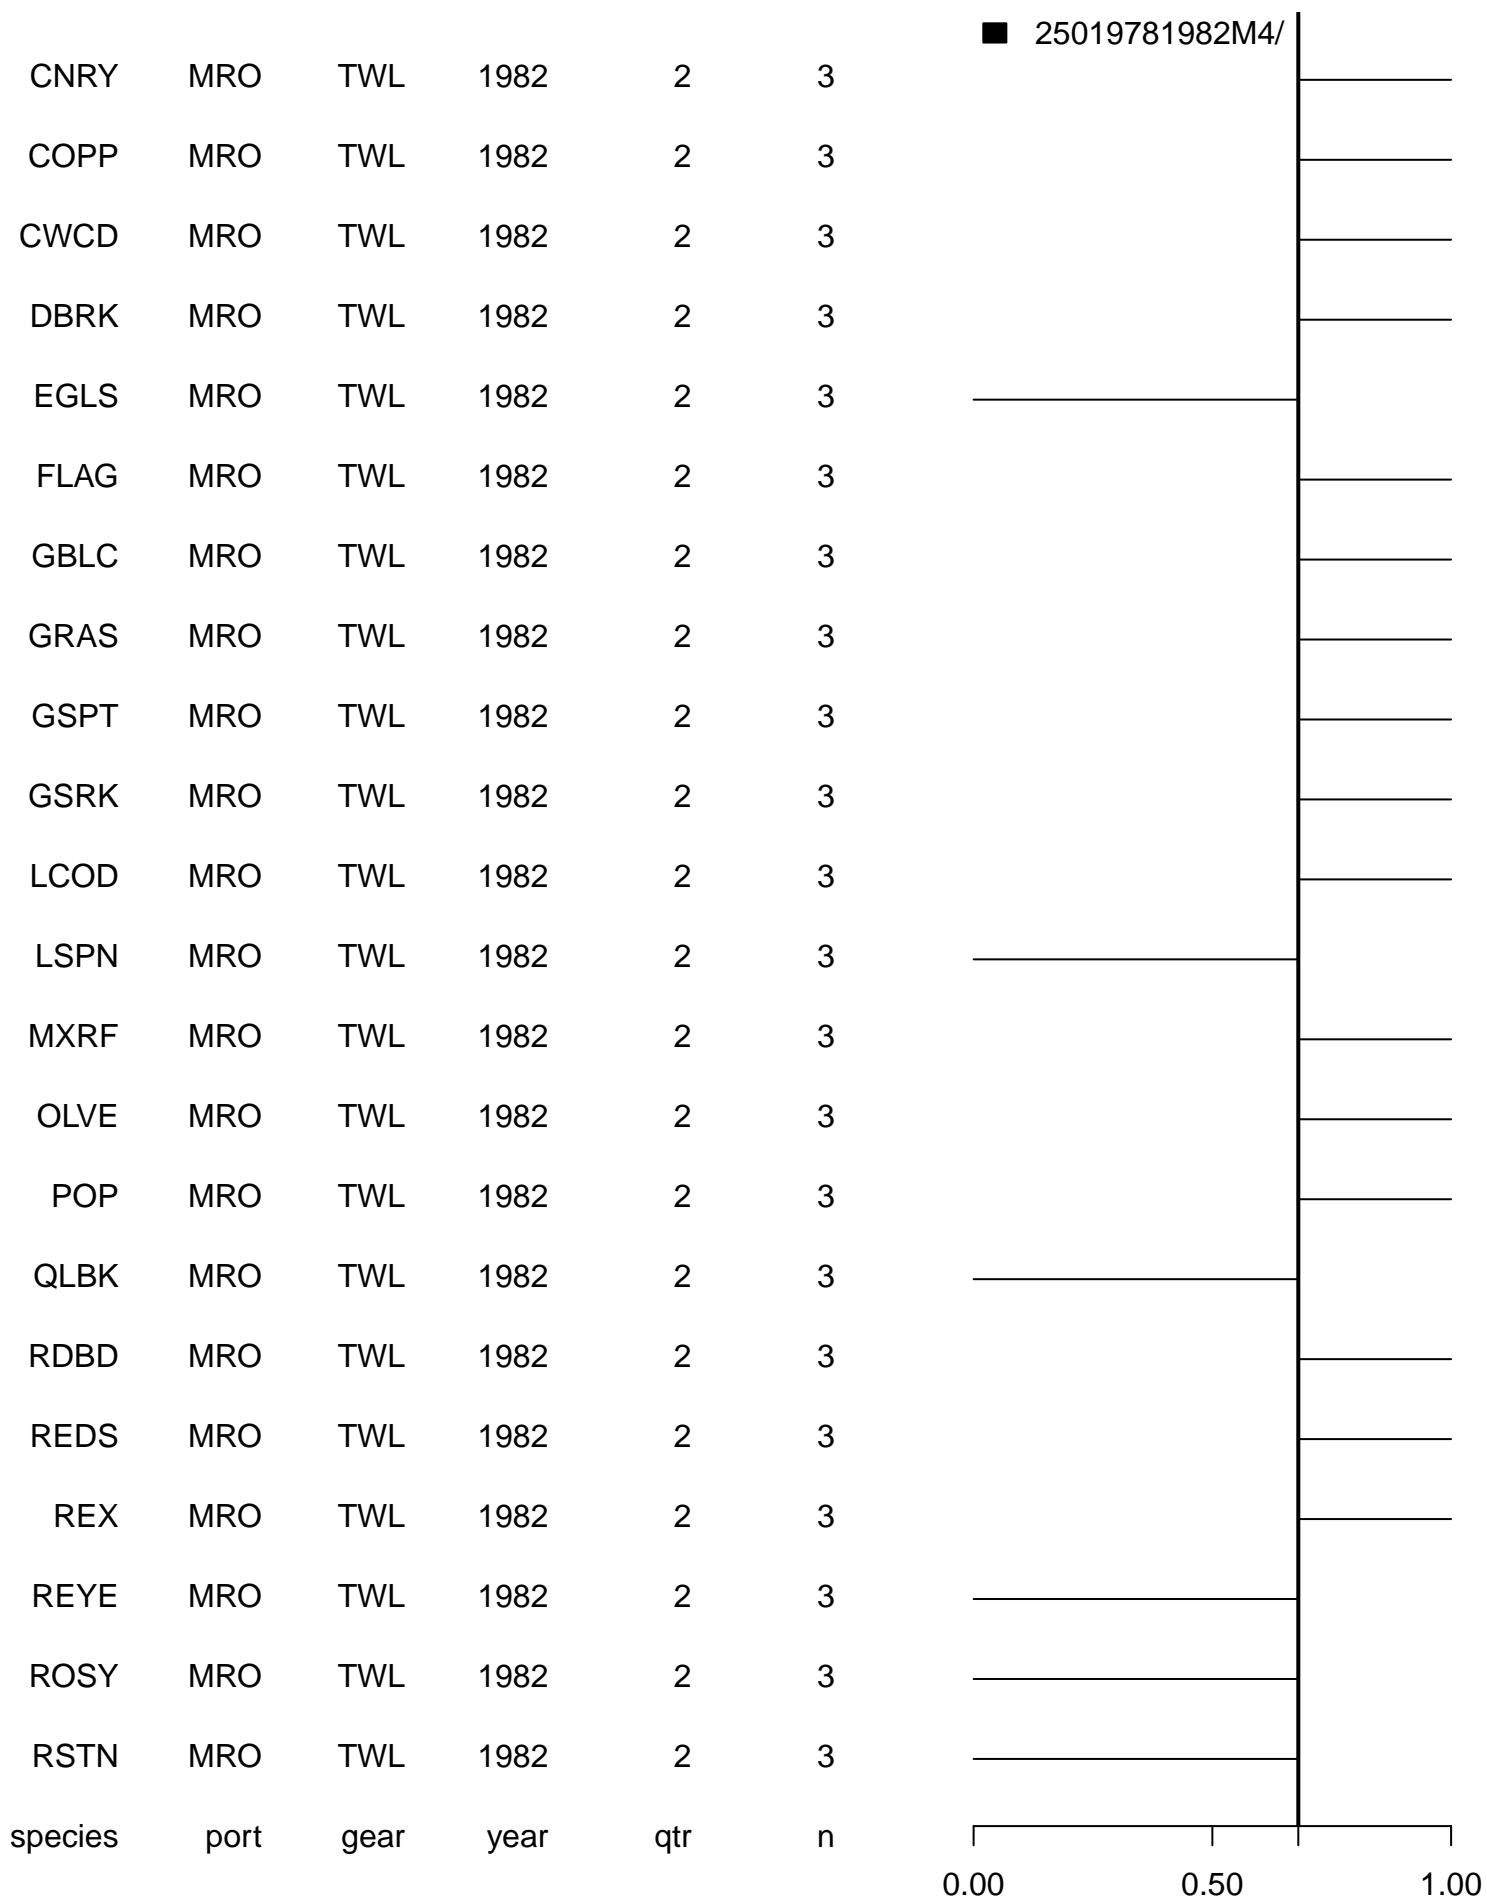 25019781982M4/
CNRY MRO TWL 1982 2 3
COPP MRO TWL 1982 2 3
CWCD MRO TWL 1982 2 3
DBRK MRO TWL 1982 2 3
EGLS MRO TWL 1982 2 3
FLAG MRO TWL 1982 2 3
GBLC MRO TWL 1982 2 3
GRAS MRO TWL 1982 2 3
GSPT MRO TWL 1982 2 3
GSRK MRO TWL 1982 2 3
LCOD MRO TWL 1982 2 3
LSPN MRO TWL 1982 2 3
MXRF MRO TWL 1982 2 3
OLVE MRO TWL 1982 2 3
POP MRO TWL 1982 2 3
QLBK MRO TWL 1982 2 3
RDBD MRO TWL 1982 2 3
REDS MRO TWL 1982 2 3
REX MRO TWL 1982 2 3
REYE MRO TWL 1982 2 3
ROSY MRO TWL 1982 2 3
RSTN MRO TWL 1982 2 3
species port gear year qtr n
0.00 0.50 1.00